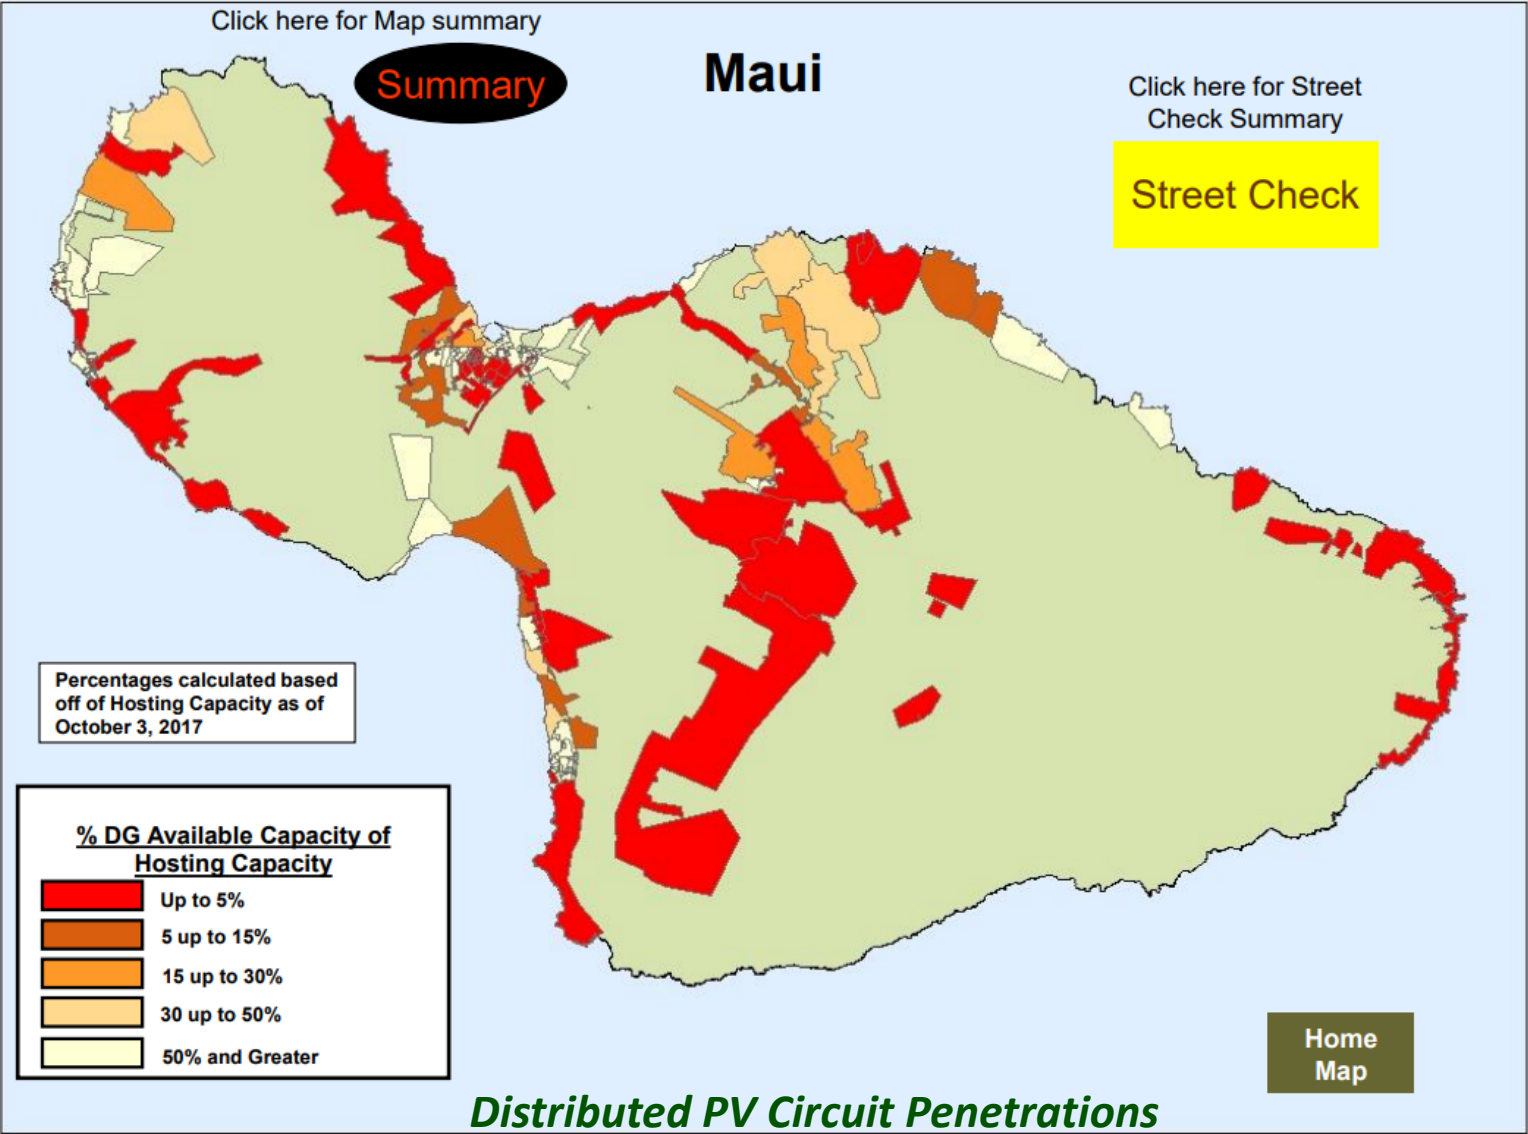 Click here for Map summary
Summary
Maui
Click here for Street
Check Summary
Street Check
Percentages calculated based
off of Hosting Capacity as of
October 3, 2017
% DG Available Capacity of
Hosting Capacity
Up to 5%
5 up to 15%
15 up to 30%
30 up to 50%
50% and Greater
Home
Map
Distributed PV Circuit Penetrations